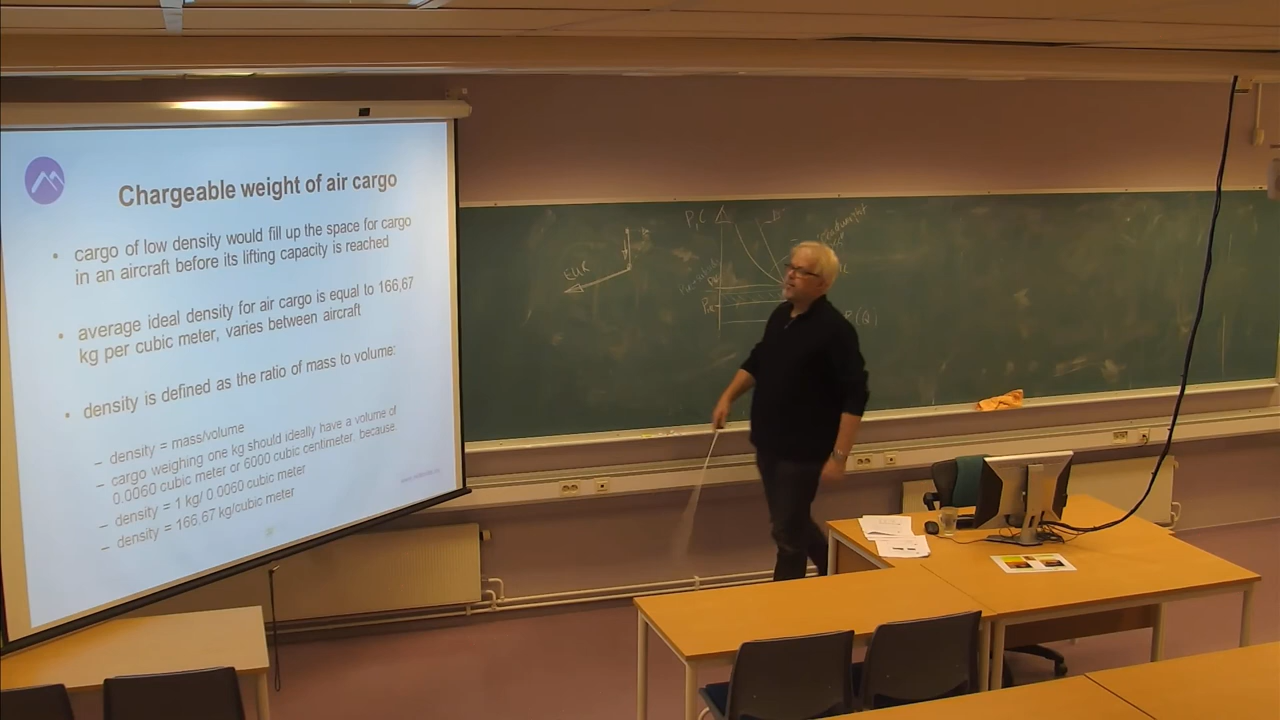 Chargeable weight of air cargo
• cargo of low density would fill up the space for cargo
in an aircraft before its lifting capacity is reached
• average ideal density for air cargo is equal to 166,67
kg per cubic meter, varies between aircraft
• density is defined as the ratio of mass to volume:
– density = mass/volume
– cargo weighing one kg should ideally have a volume of
0.0060 cubic meter or 6000 cubic centimeter, because:
– density = 1 kg/ 0.0060 cubic meter
– density = 166.67 kg/cubic meter
EUR
P,C